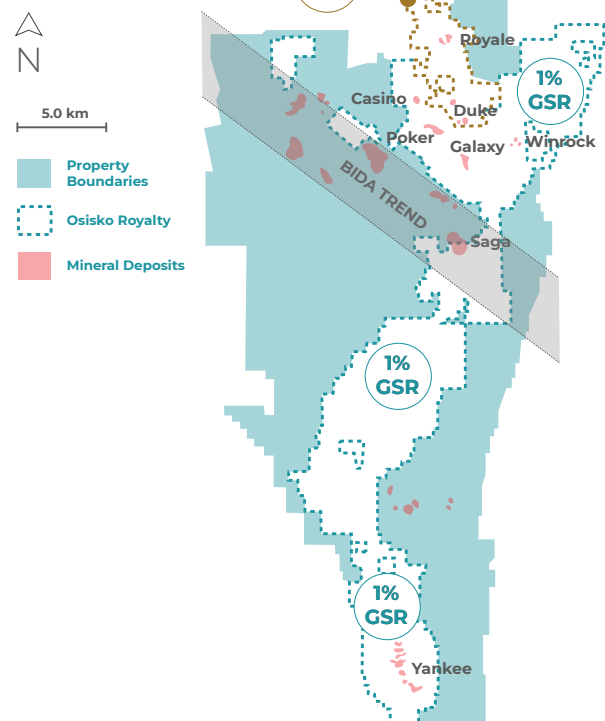 N
5.0 km
Property
Boundaries
Osisko Royalty
Mineral Deposits
Royale
1%
GSR
Casino
Duke
Poker
Galaxy
Winrock
BIDA TREND
Saga
1%
GSR
1%
GSR
Yankee